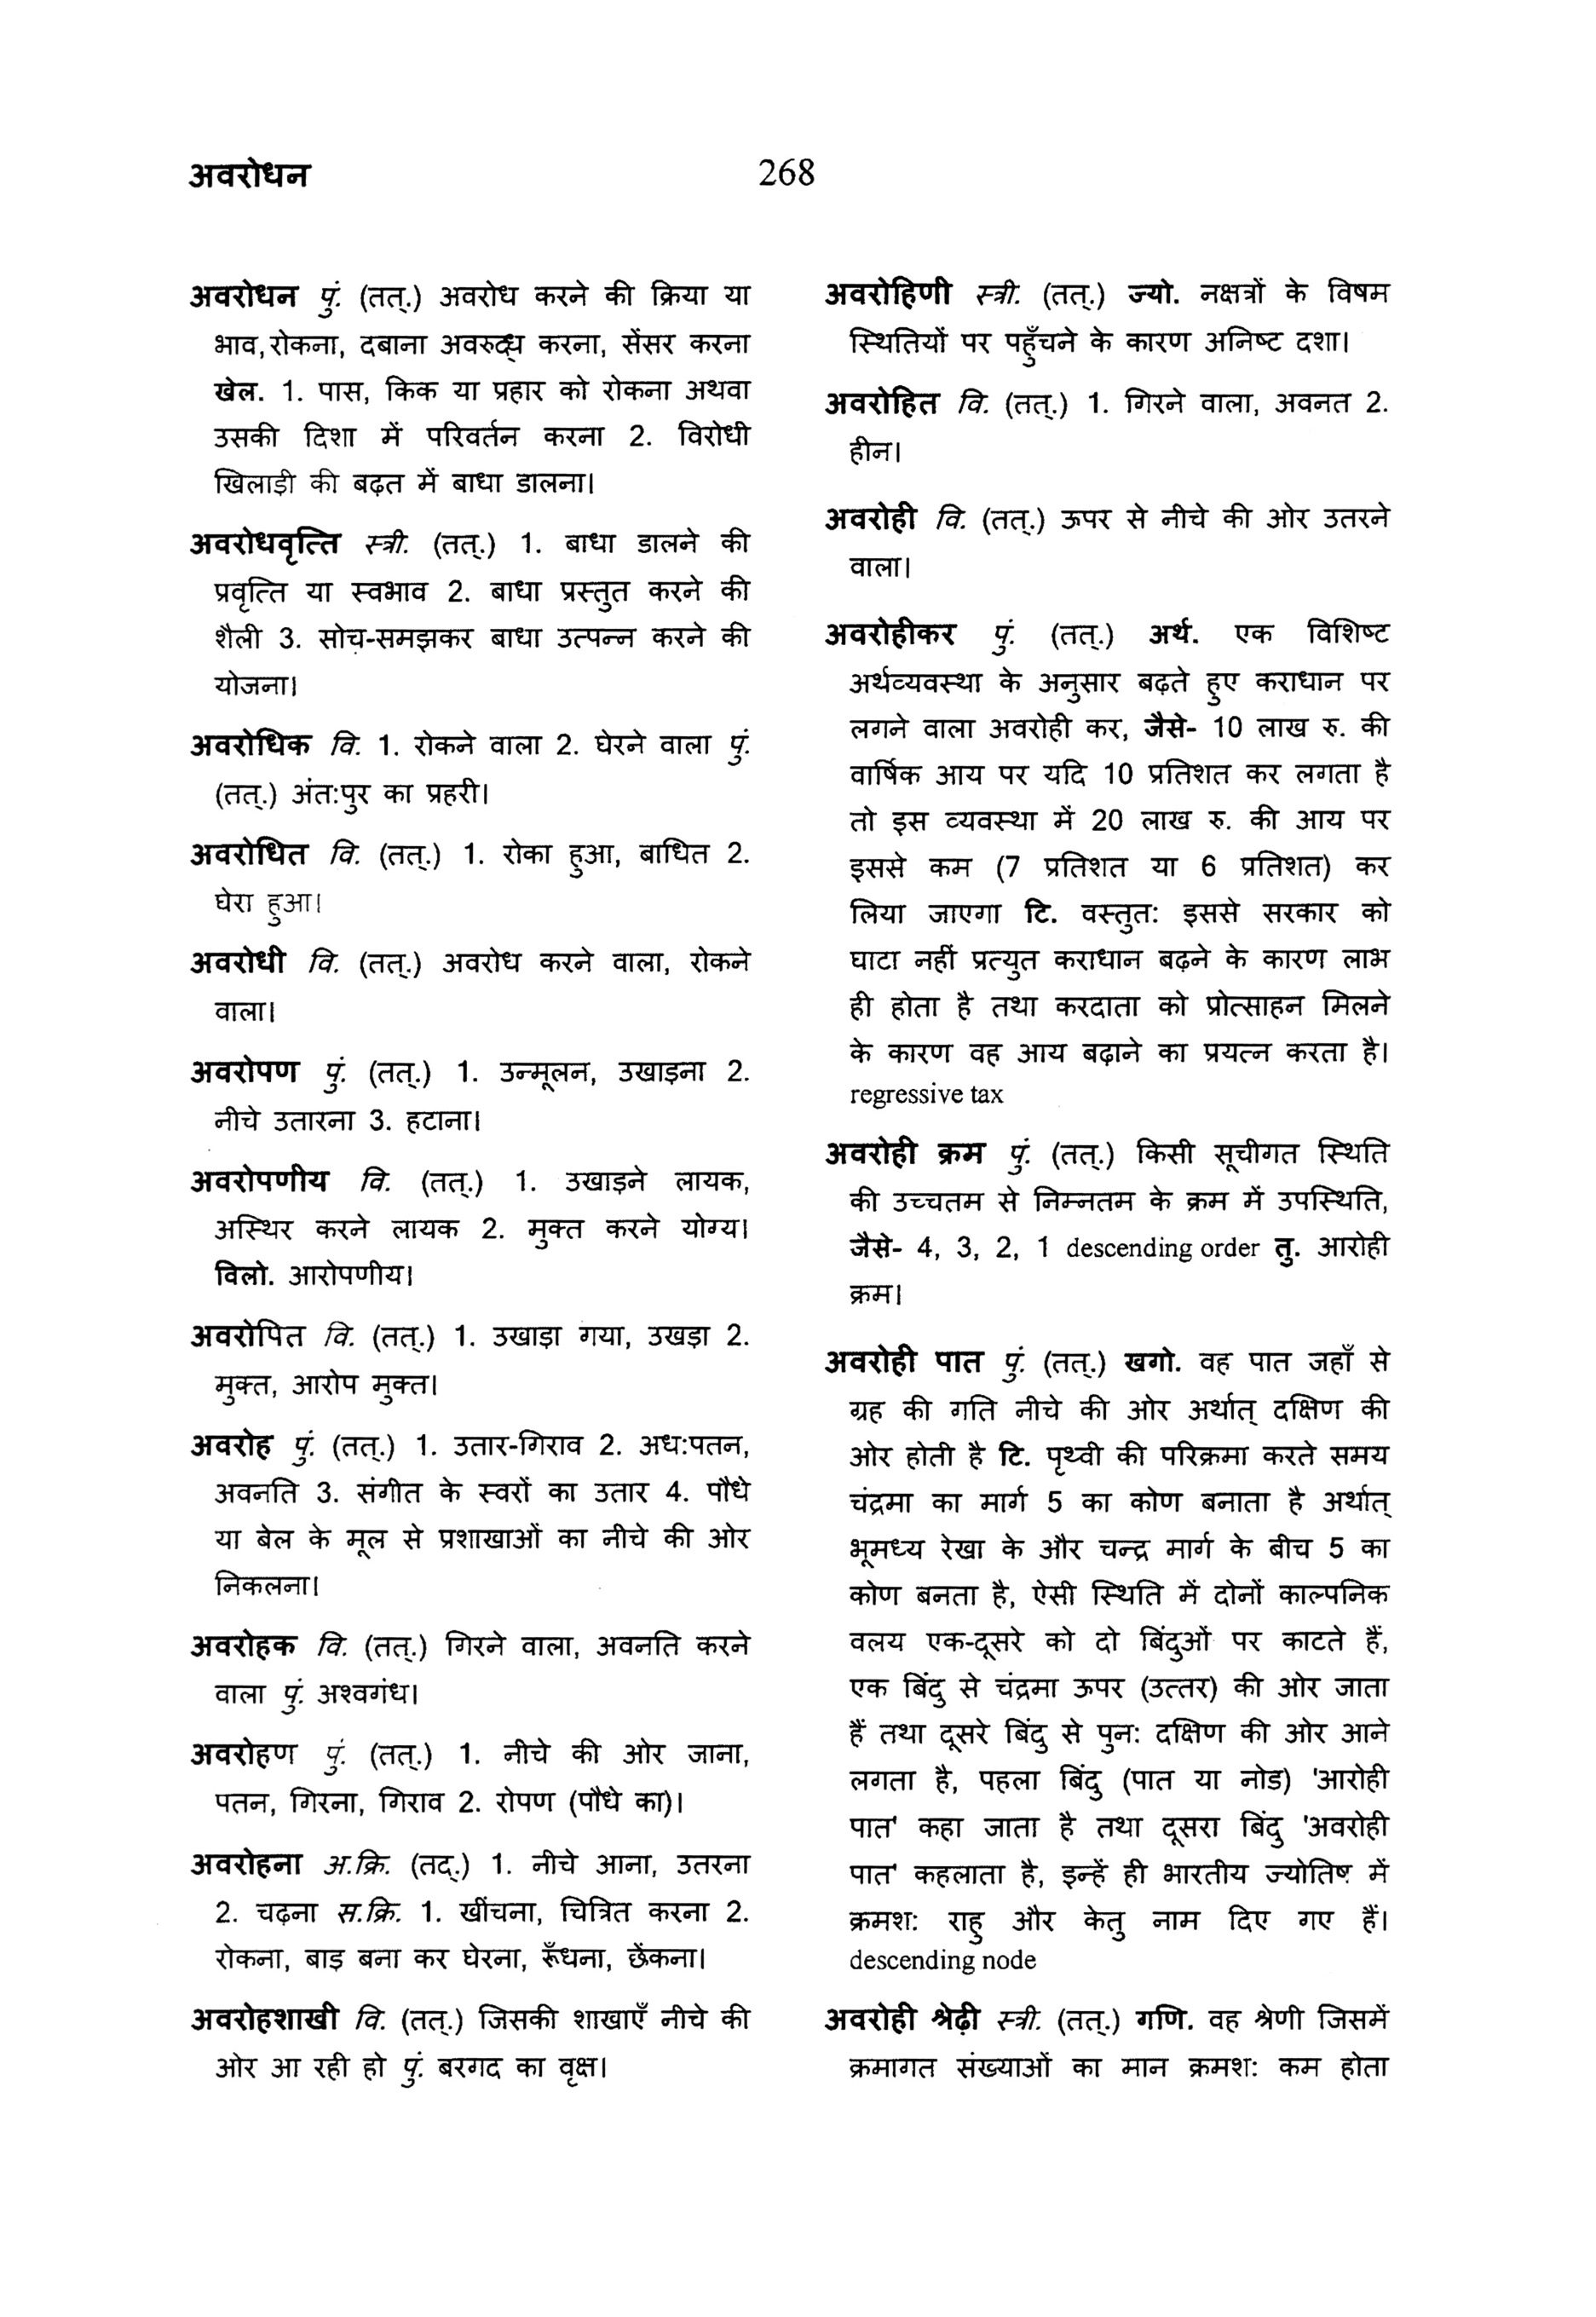 अवरोधन
268
अवरोधन पुं. (तत्.) अवरोध करने की क्रिया या
भाव,रोकना, दबाना अवरुद्ध करना, सेंसर करना
खेल. 1. पास, किक या प्रहार को रोकना अथवा
उसकी दिशा में परिवर्तन करना 2. विरोधी
खिलाड़ी की बढ़त में बाधा डालना।
अवरोधवृत्ति स्त्री. (तत्.) 1. बाधा डालने की
प्रवृत्ति या स्वभाव 2. बाधा प्रस्तुत करने की
शैली 3. सोच-समझकर बाधा उत्पन्न करने की
योजना।
अवरोधिक वि. 1. रोकने वाला 2. घेरने वाला पुं.
(तत्.) अंत:पुर का प्रहरी।
अवरोधित वि. (तत्.) 1. रोका हुआ, बाधित 2.
घेरा हुआ।
अवरोधी वि. (तत्.) अवरोध करने वाला, रोकने
वाला।
अवरोपण पुं. (तत्.) 1. उन्मूलन, उखाड़ना 2.
नीचे उतारना 3. हटाना।
अवरोपणीय वि. (तत्.) 1. उखाड़ने लायक,
अस्थिर करने लायक 2. मुक्त करने योग्य।
विलो. आरोपणीय।
अवरोपित वि. (तत्.) 1. उखाड़ा गया, उखड़ा 2.
मुक्त, आरोप मुक्त।
अवरोह पुं. (तत्.) 1. उतार-गिराव 2. अध:पतन,
अवनति 3. संगीत के स्वरों का उतार 4. पौधे
या बेल के मूल से प्रशाखाओं का नीचे की ओर
निकलना।
अवरोहक वि. (तत्.) गिरने वाला, अवनति करने
वाला पुं. अश्वगंध।
अवरोहण पुं. (तत्.) 1. नीचे की ओर जाना,
पतन, गिरना, गिराव 2. रोपण (पौधे का)।
अवरोहना अ.क्रि. (तद्.) 1. नीचे आना, उतरना
2. चढ़ना स.क्रि. 1. खींचना, चित्रित करना 2.
रोकना, बाड़ बना कर घेरना, रूँधना, छेंकना।
अवरोहशाखी वि. (तत्.) जिसकी शाखाएँ नीचे की
ओर आ रही हो पुं. बरगद का वृक्ष।
अवरोहिणी स्त्री. (तत्.) ज्यो. नक्षत्रों के विषम
स्थितियों पर पहुँचने के कारण अनिष्ट दशा।
अवरोहित वि. (तत्.) 1. गिरने वाला, अवनत 2.
हीन।
अवरोही वि. (तत्.) ऊपर से नीचे की ओर उतरने
वाला।
अवरोहीकर पुं. (तत्.) अर्थ. एक विशिष्ट
अर्थव्यवस्था के अनुसार बढ़ते हुए कराधान पर
लगने वाला अवरोही कर, जैसे- 10 लाख रु. की
वार्षिक आय पर यदि 10 प्रतिशत कर लगता है
तो इस व्यवस्था में 20 लाख रु. की आय पर
इससे कम (7 प्रतिशत या 6 प्रतिशत) कर
लिया जाएगा टि. वस्तुत: इससे सरकार को
घाटा नहीं प्रत्युत कराधान बढ़ने के कारण लाभ
ही होता है तथा करदाता को प्रोत्साहन मिलने
के कारण वह आय बढ़ाने का प्रयत्न करता है।
regressive tax
अवरोही क्रम पुं. (तत्.) किसी सूचीगत स्थिति
की उच्चतम से निम्नतम के क्रम में उपस्थिति,
जैसे- 4, 3, 2, 1 descending order तु. आरोही
क्रम।
अवरोही पात पुं. (तत्.) खगो. वह पात जहाँ से
ग्रह की गति नीचे की ओर अर्थात् दक्षिण की
ओर होती है टि. पृथ्वी की परिक्रमा करते समय
चंद्रमा का मार्ग 5 का कोण बनाता है अर्थात्
भूमध्य रेखा के और चन्द्र मार्ग के बीच 5 का
कोण बनता है, ऐसी स्थिति में दोनों काल्पनिक
वलय एक-दूसरे को दो बिंदुओं पर काटते हैं,
एक बिंदु से चंद्रमा ऊपर (उत्तर) की ओर जाता
हैं तथा दूसरे बिंदु से पुन: दक्षिण की ओर आने
लगता है, पहला बिंदु (पात या नोड) 'आरोही
पात' कहा जाता है तथा दूसरा बिंदु 'अवरोही
पात' कहलाता है, इन्हें ही भारतीय ज्योतिष में
क्रमश: राहु और केतु नाम दिए गए हैं।
descending node
अवरोही श्रेढ़ी स्त्री. (तत्.) गणि. वह श्रेणी जिसमें
क्रमागत संख्याओं का मान क्रमश: कम होता